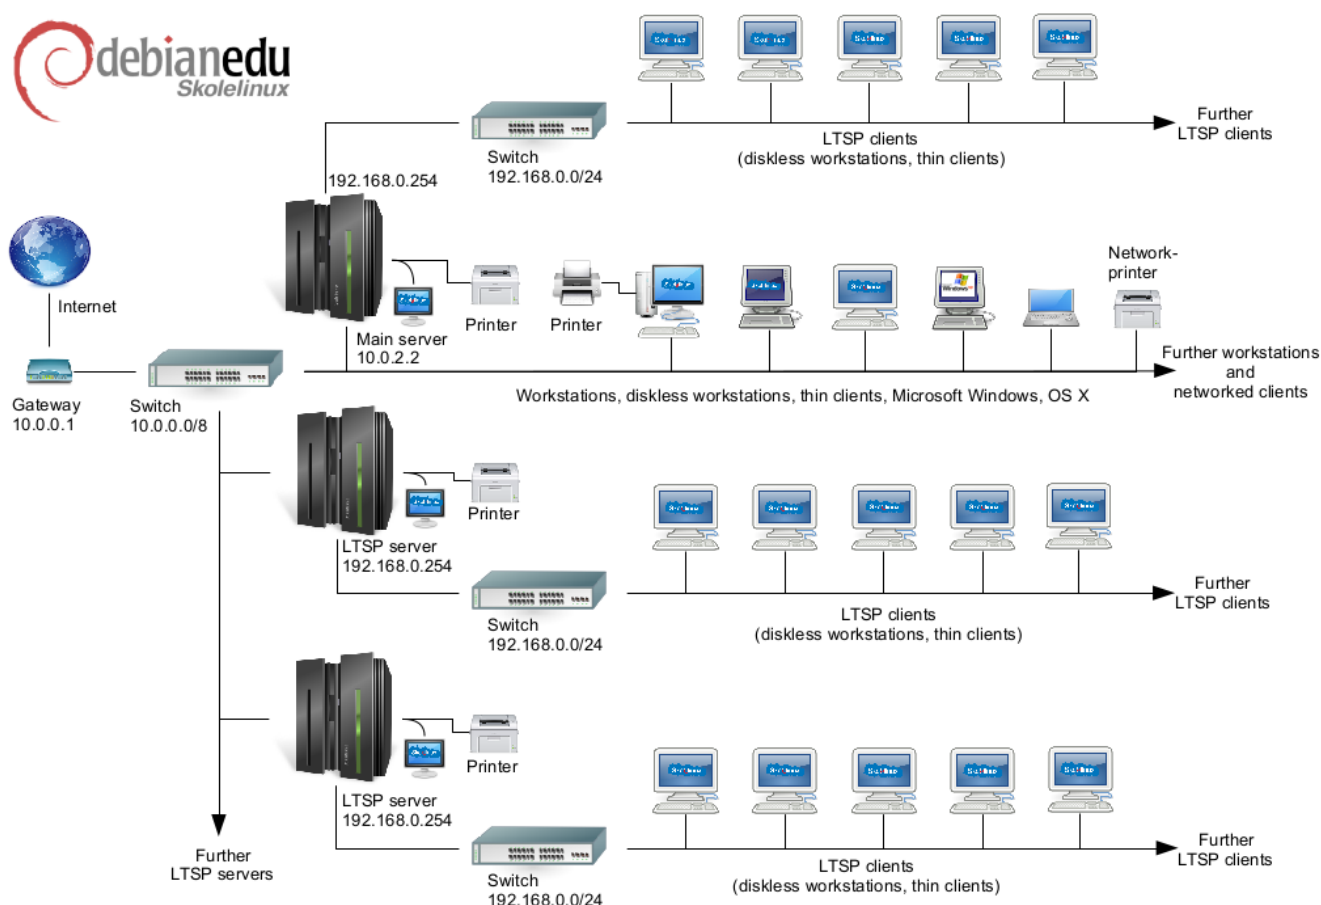 debianedu
Skolelinux
Further
LTSP clients
LTSP clients
(diskless workstations, thin clients)
Switch
192.168.0.0/24
192.168.0.254
Internet
Network-
printer
Printer
Printer
Main server
10.0.2.2
Gateway
10.0.0.1
Switch
10.0.0.0/8
Workstations, diskless workstations, thin clients, Microsoft Windows, OS X
Further workstations
and
networked clients
Printer
LTSP server
192.168.0.254
Switch
192.168.0.0/24
LTSP clients
(diskless workstations, thin clients)
Further
LTSP clients
Printer
LTSP server
192.168.0.254
Switch
192.168.0.0/24
LTSP clients
(diskless workstations, thin clients)
Further
LTSP clients
Further
LTSP servers